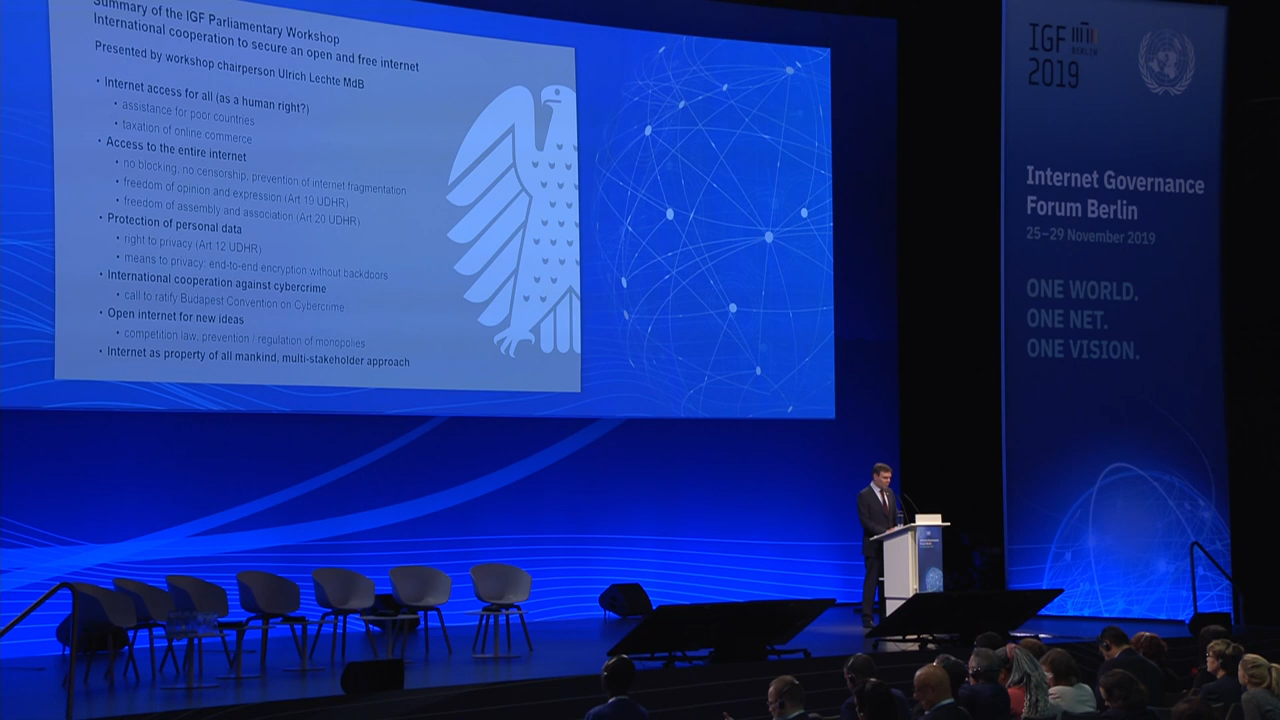 Summary of the IGF Parliamentary Workshop
International cooperation to secure an open and free internet
Presented by workshop chairperson Ulrich Lechte MdB
• Internet access for all (as a human right?)
• assistance for poor countries
• taxation of online commerce
• Access to the entire internet
• no blocking, no censorship, prevention of internet fragmentation
• freedom of opinion and expression (Art 19 UDHR)
• freedom of assembly and association (Art 20 UDHR)
• Protection of personal data
• right to privacy (Art 12 UDHR)
• means to privacy: end-to-end encryption without backdoors
• International cooperation against cybercrime
• call to ratify Budapest Convention on Cybercrime
• Open internet for new ideas
• competition law, prevention / regulation of monopolies
• Internet as property of all mankind, multi-stakeholder approach
IGF
BERLIN
2019
Internet Governance
Forum Berlin
25–29 November 2019
ONE WORLD.
ONE NET.
ONE VISION.